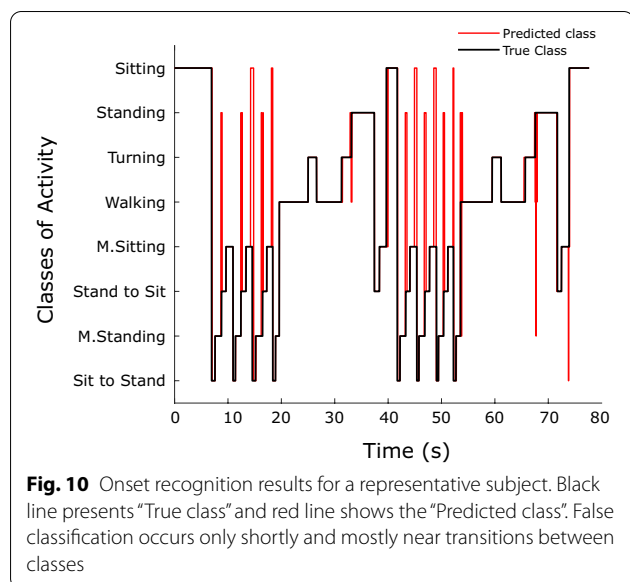 Predicted class
True Class
Sitting
Standing
Turning
Walking
M.Sitting
Stand to Sit
M.Standing
Sit to Stand
Classes of Activity
0 10 20 30 40 50 60 70 80
Time (s)
Fig. 10 Onset recognition results for a representative subject. Black
line presents “True class” and red line shows the “Predicted class”. False
classification occurs only shortly and mostly near transitions between
classes